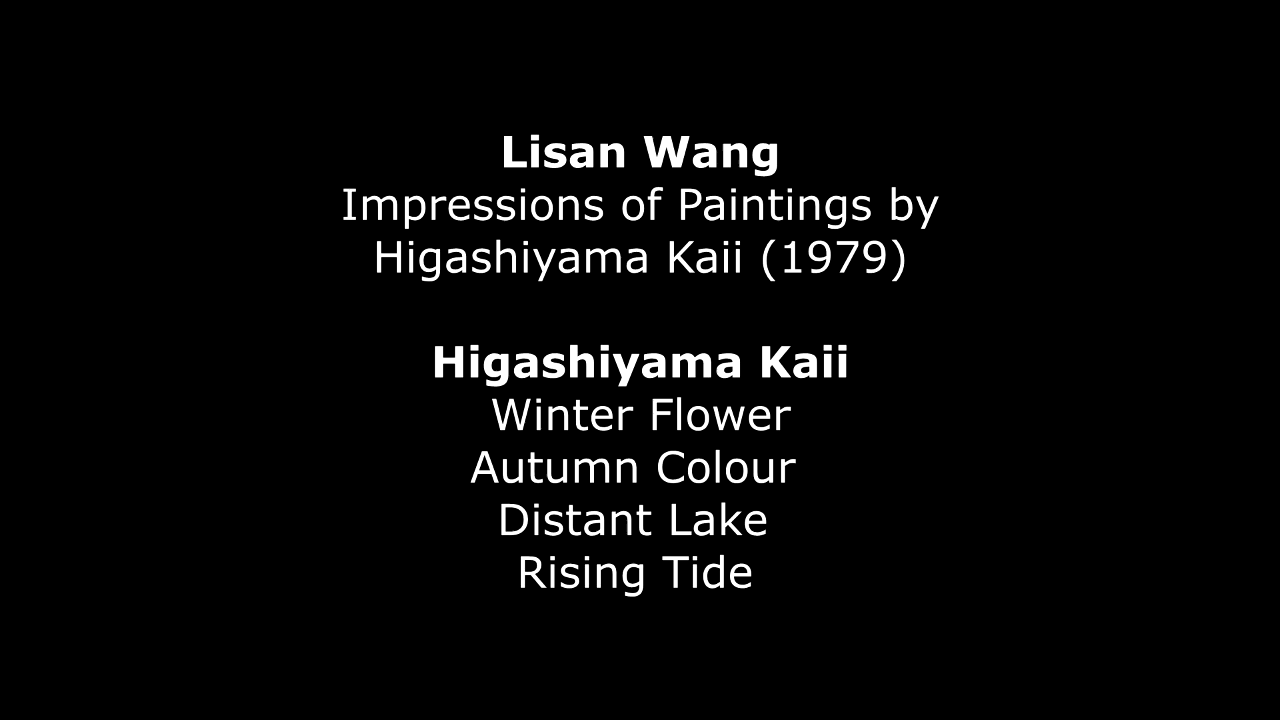 Lisan Wang
Impressions of Paintings by
Higashiyama Kaii (1979)
Higashiyama Kaii
Winter Flower
Autumn Colour
Distant Lake
Rising Tide